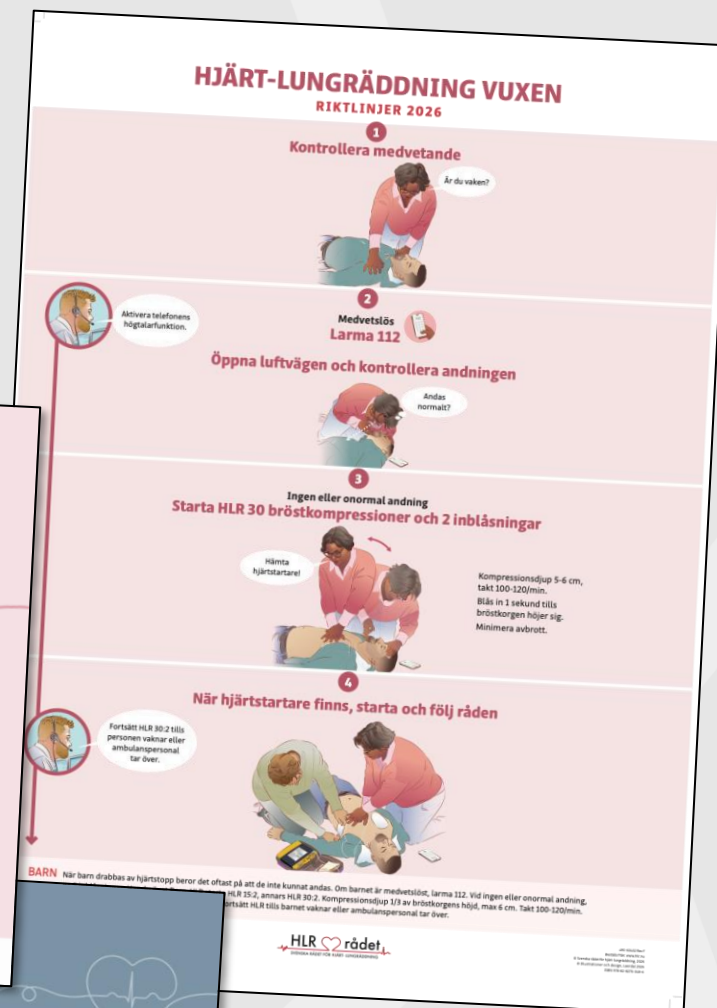 HJÄRT-LUNGRÄDDNING VUXEN
RIKTLINJER 2026
1
Kontrollera medvetande
Är du vaken?
2
Aktivera telefonens
högtalarfunktion.
Medvetslös
Larma 112
Öppna luftvägen och kontrollera andningen
Andas
normalt?
3
Ingen eller onormal andning
Starta HLR 30 bröstkompressioner och 2 inblåsningar
Hämta
hjärtstartare!
Kompressionsdjup 5-6 cm,
takt 100-120/min.
Blås in 1 sekund tills
bröstkorgen höjer sig.
Minimera avbrott.
4
När hjärtstartare finns, starta och följ råden
Fortsätt HLR 30:2 tills
personen vaknar eller
ambulanspersonal
tar över.
BARN När barn drabbas av hjärtstopp beror det oftast på att de inte kunnat andas. Om barnet är medvetslöst, larma 112. Vid ingen eller onormal andning,
HLR 15:2, annars HLR 30:2. Kompressionsdjup 1/3 av bröstkorgens höjd, max 6 cm. Takt 100-120/min.
HLR tills barnet vaknar eller ambulanspersonal tar över.
HLR rådet
SVENSKA RÅDET FÖR HJÄRT-LUNGRÄDDNING